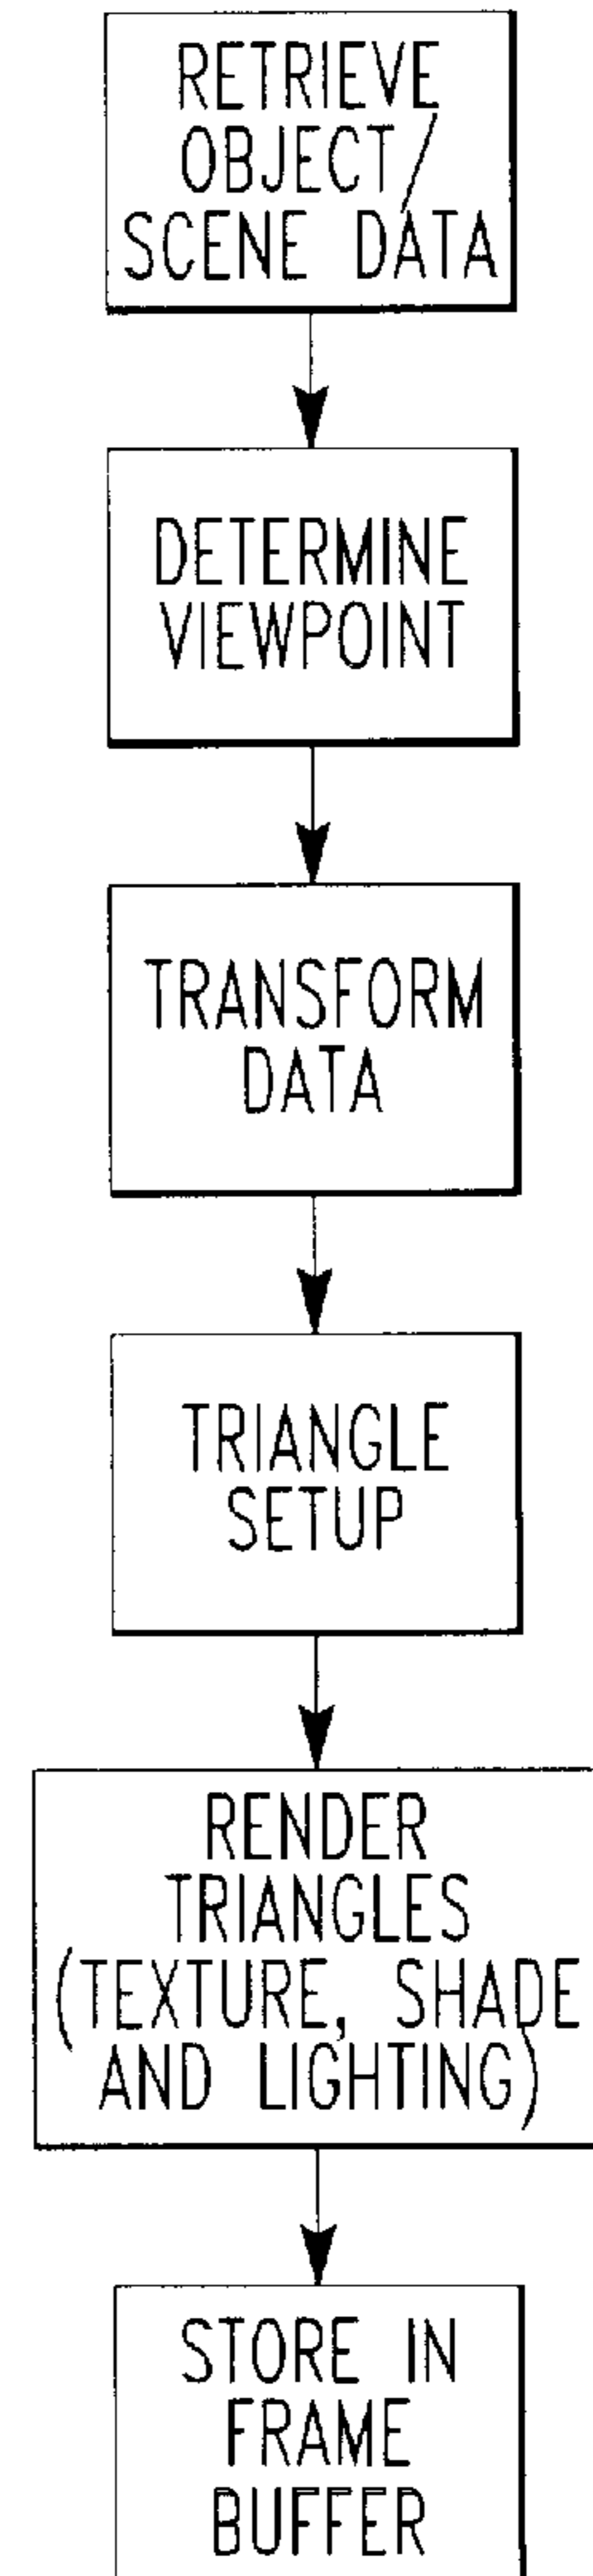 RETRIEVE
OBJECT/
SCENE DATA
DETERMINE
VIEWPOINT
TRANSFORM
DATA
TRIANGLE
SETUP
RENDER
TRIANGLES
(TEXTURE, SHADE
AND LIGHTING)
STORE IN
FRAME
BUFFER